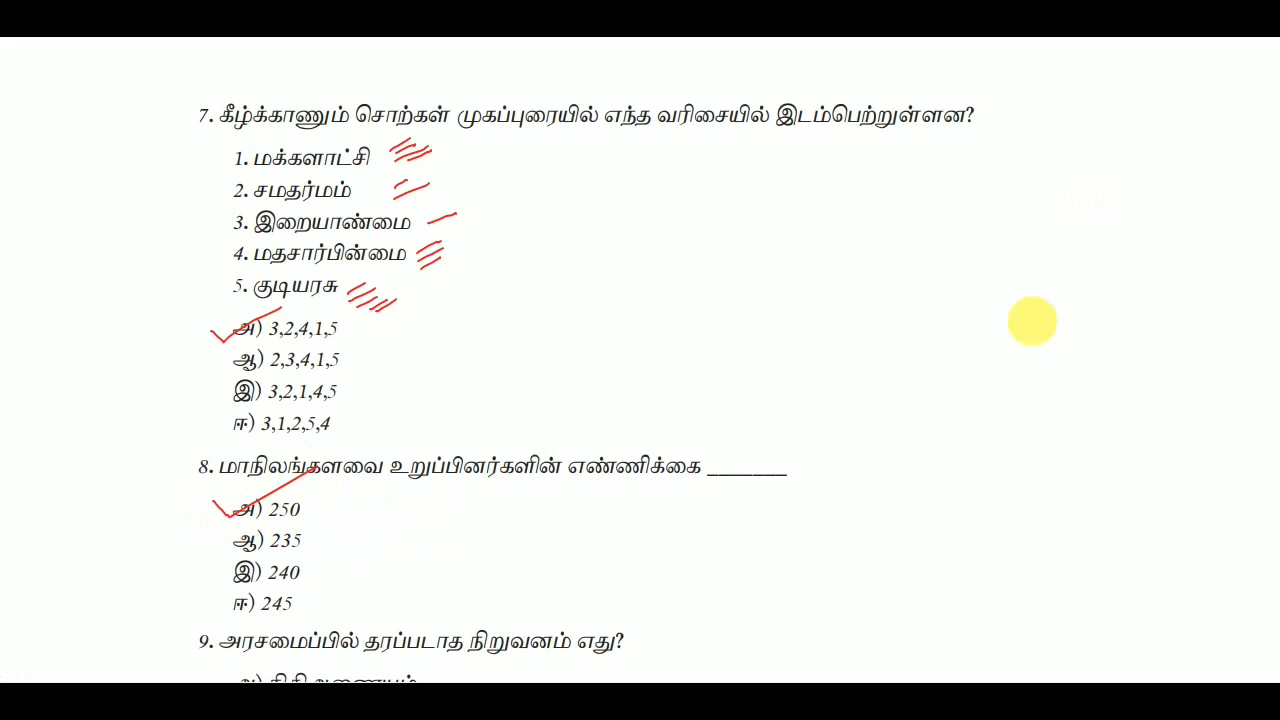 7. கீழ்க்காணும் சொற்கள் முகப்புரையில் எந்த வரிசையில் இடம்பெற்றுள்ளன?
1. மக்களாட்சி
2. சமதர்மம்
3. இறையாண்மை
4. மதசார்பின்மை
5. குடியரசு
அ) 3,2,4,1,5
ஆ) 2,3,4,1,5
இ) 3,2,1,4,5
ஈ) 3,1,2,5,4
8. மாநிலங்களவை உறுப்பினர்களின் எண்ணிக்கை _______
அ) 250
ஆ) 235
இ) 240
ஈ) 245
9. அரசமைப்பில் தரப்படாத நிறுவனம் எது?